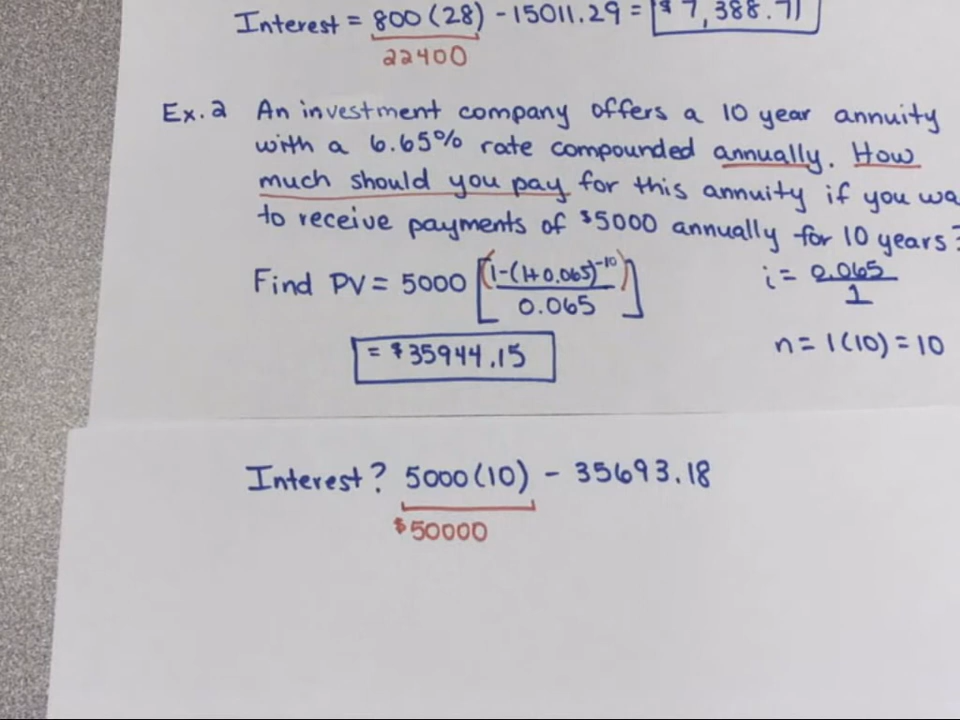 Interest = 800 (28) - 15011.29 = $ 7,388.71
22400
Ex. 2 An investment company offers a 10 year annuity
with a 6.65% rate compounded annually. How
much should you pay for this annuity if you wa
to receive payments of $5000 annually for 10 years?
Find PV = 5000 [(1-(1+0.065)^-10)/0.065]
i = 0.065/1
= $35944.15
n = 1(10) = 10
Interest? 5000(10) - 35693.18
$50000